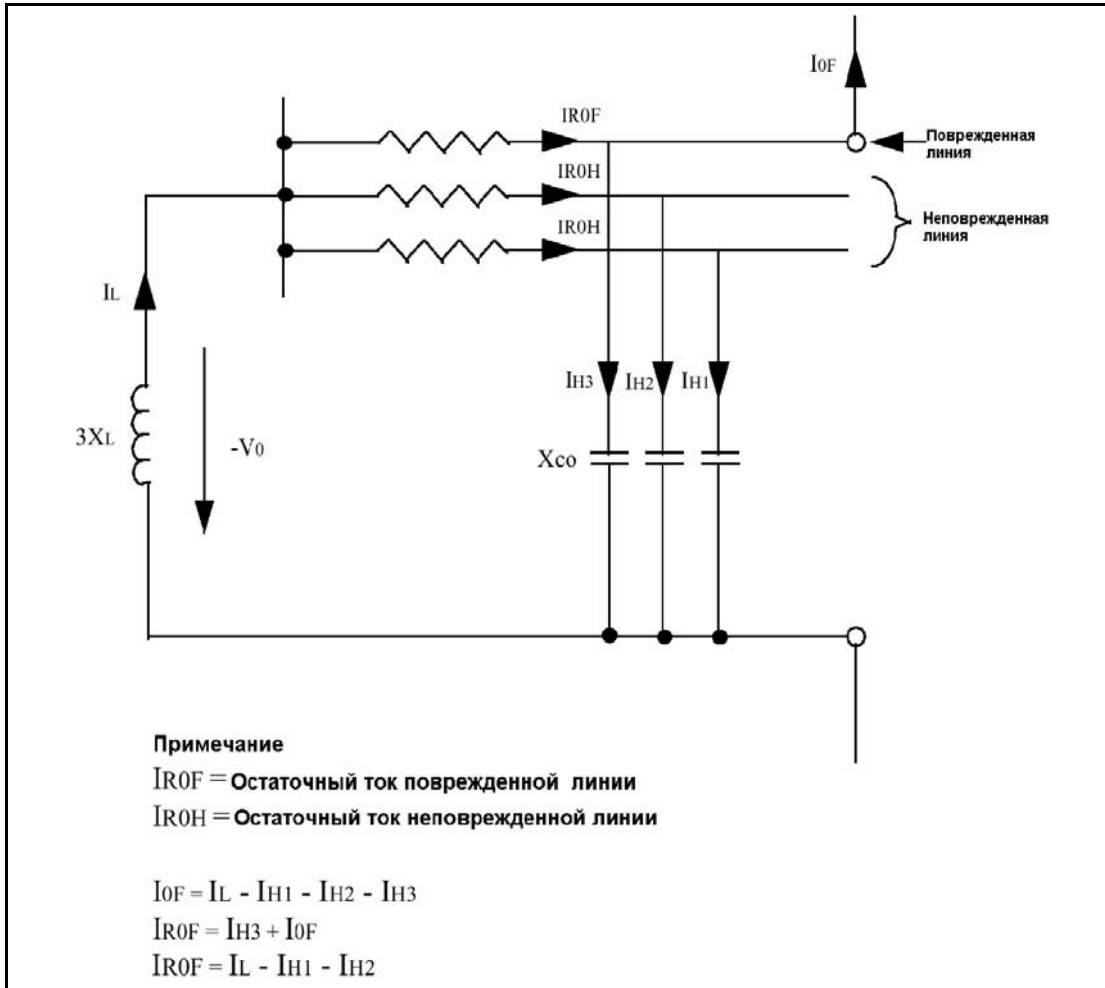 I0F
IR0F
Поврежденная
линия
IR0H
IR0H
Неповрежденная
линия
IL
IH3 IH2 IH1
3XL
-V0
Xco
Примечание
IR0F = Остаточный ток поврежденной линии
IR0H = Остаточный ток неповрежденной линии
I0F = IL - IH1 - IH2 - IH3
IR0F = IH3 + I0F
IR0F = IL - IH1 - IH2